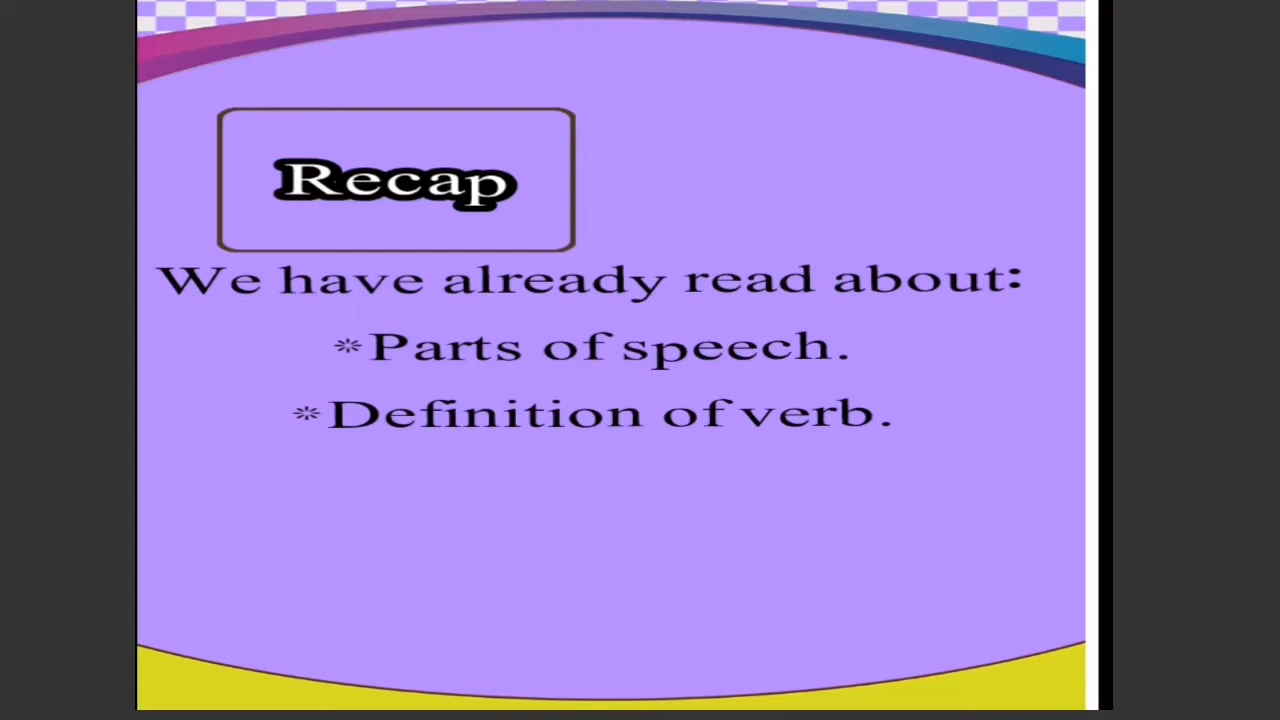 Recap
We have already read about:
*Parts of speech.
*Definition of verb.